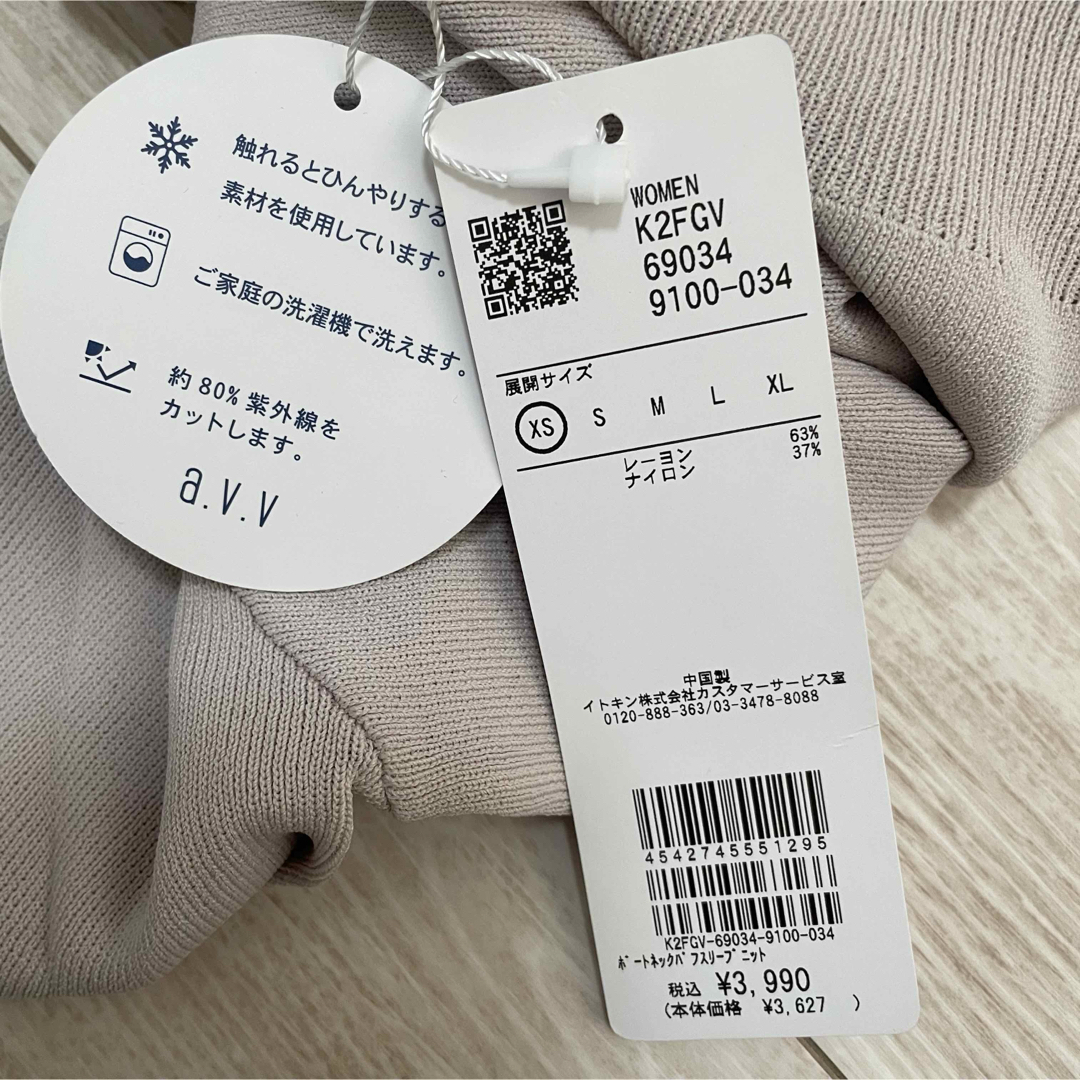 触れるとひんやりする
素材を使用しています。
ご家庭の洗濯機で洗えます。
約80%紫外線を
カットします。
a.v.v
WOMEN
K2FGV
69034
9100-034
展開サイズ
XS S M L XL
レーヨン 63%
ナイロン 37%
中国製
イトキン株式会社カスタマーサービス室
0120-888-363/03-3478-8088
4542745551295
K2FGV-69034-9100-034
ﾎﾞｰﾄﾈｯｸﾊﾟﾌｽﾘｰﾌﾞﾆｯﾄ
税込 ¥3,990
(本体価格 ¥3,627 )